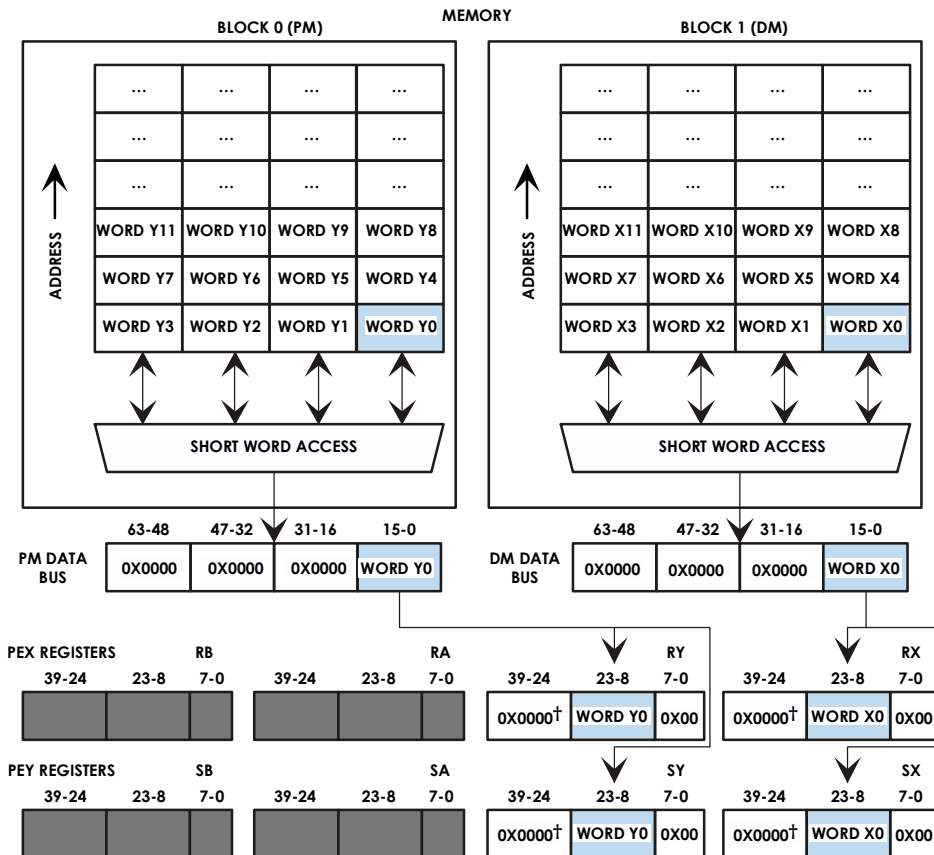 MEMORY
BLOCK 0 (PM) BLOCK 1 (DM)
... ... ... ... ... ... ... ...
... ... ... ... ... ... ... ...
... ... ... ... ... ... ... ...
WORD Y11 WORD Y10 WORD Y9 WORD Y8 WORD X11 WORD X10 WORD X9 WORD X8
WORD Y7 WORD Y6 WORD Y5 WORD Y4 WORD X7 WORD X6 WORD X5 WORD X4
WORD Y3 WORD Y2 WORD Y1 WORD Y0 WORD X3 WORD X2 WORD X1 WORD X0
ADDRESS ADDRESS
SHORT WORD ACCESS SHORT WORD ACCESS
63-48 47-32 31-16 15-0 63-48 47-32 31-16 15-0
PM DATA BUS 0X0000 0X0000 0X0000 WORD Y0 DM DATA BUS 0X0000 0X0000 0X0000 WORD X0
PEX REGISTERS RB RA RY RX
39-24 23-8 7-0 39-24 23-8 7-0 39-24 23-8 7-0 39-24 23-8 7-0
0X0000† WORD Y0 0X00 0X0000† WORD X0 0X00
PEY REGISTERS SB SA SY SX
39-24 23-8 7-0 39-24 23-8 7-0 39-24 23-8 7-0 39-24 23-8 7-0
0X0000† WORD Y0 0X00 0X0000† WORD X0 0X00